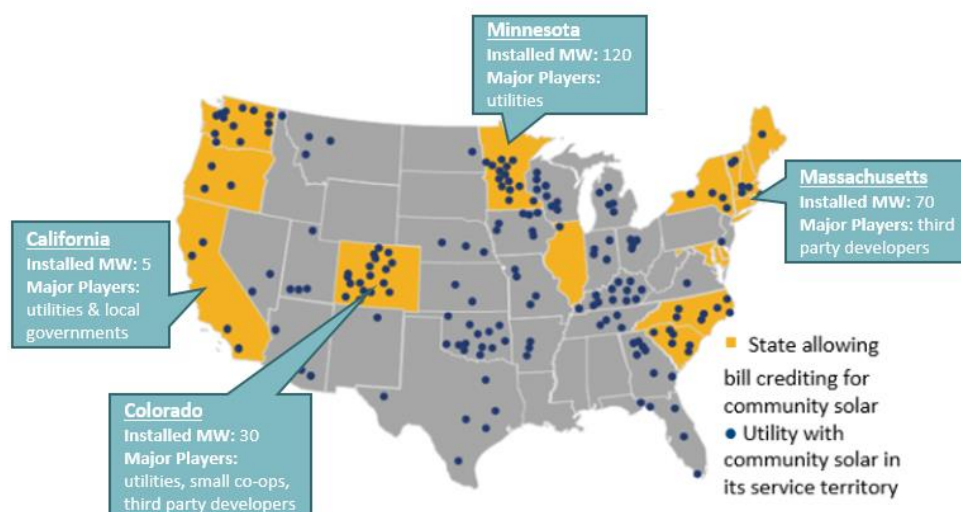 Minnesota
Installed MW: 120
Major Players:
utilities
Massachusetts
Installed MW: 70
Major Players: third
party developers
California
Installed MW: 5
Major Players:
utilities & local
governments
Colorado
Installed MW: 30
Major Players:
utilities, small co-ops,
third party developers
State allowing
bill crediting for
community solar
Utility with
community solar in
its service territory